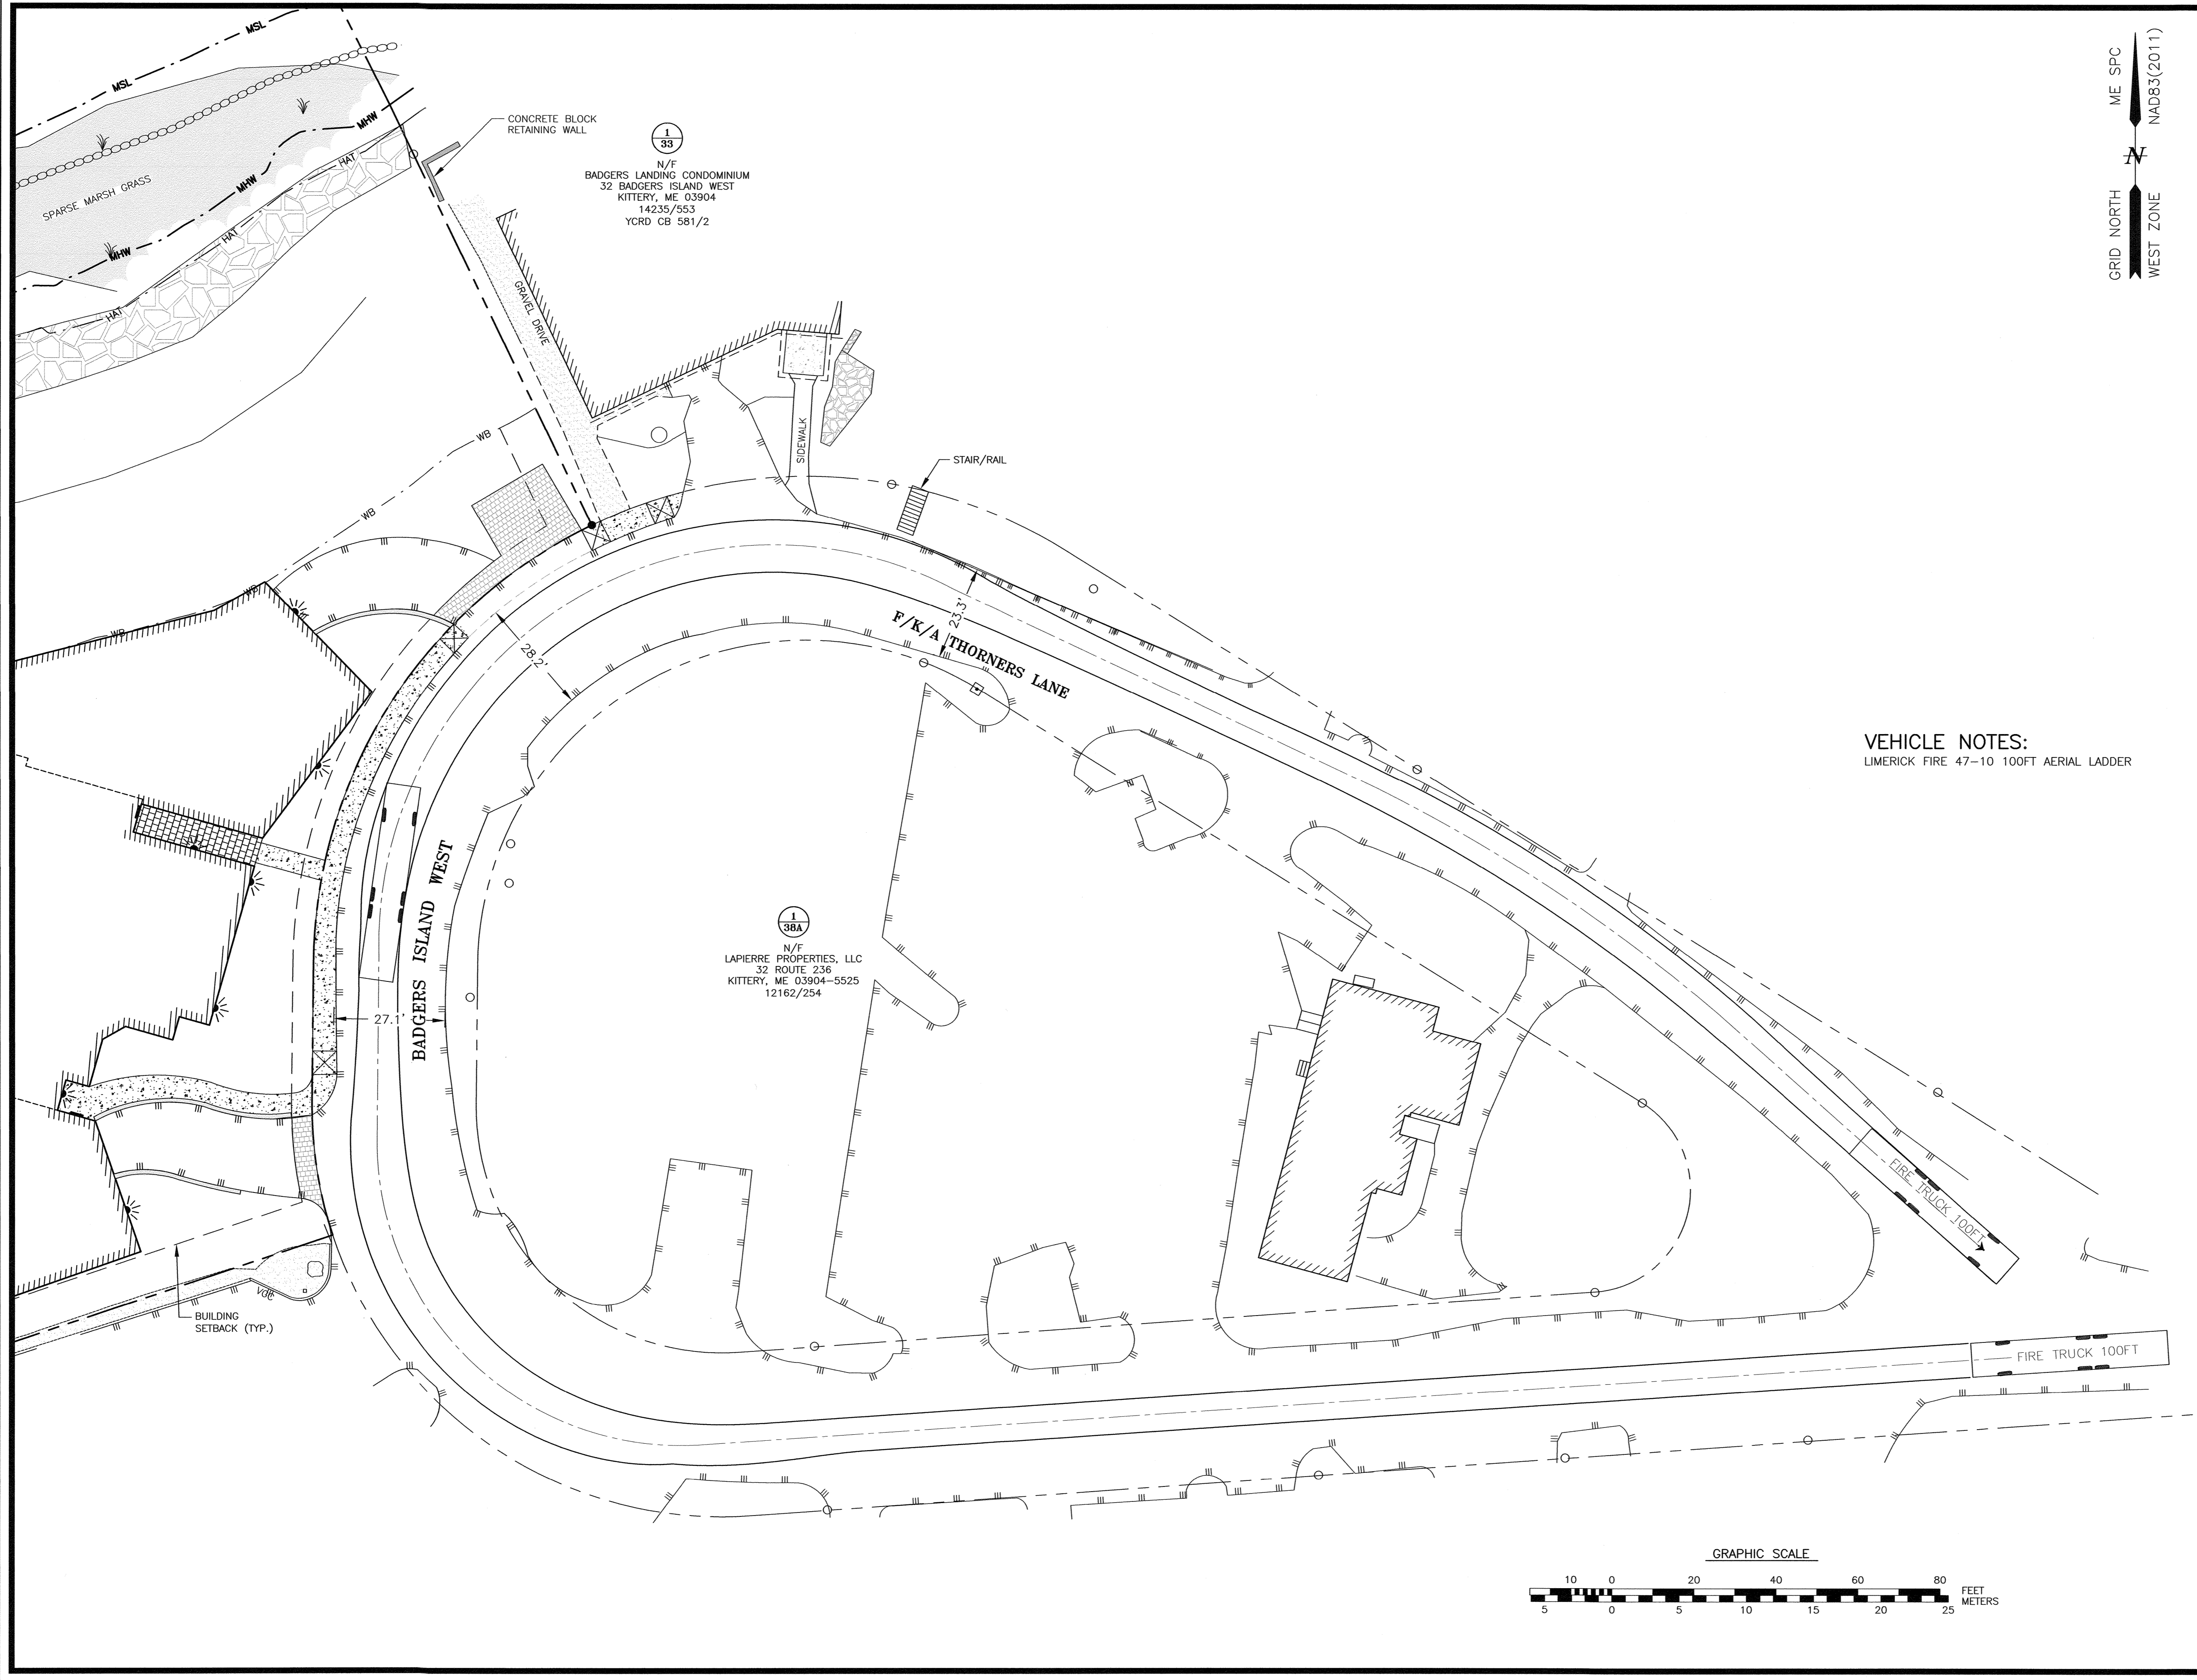 MSL
MSL
MHW
MHW
MHW
HAT
HAT
HAT
SPARSE MARSH GRASS
CONCRETE BLOCK
RETAINING WALL
1
33
N/F
BADGERS LANDING CONDOMINIUM
32 BADGERS ISLAND WEST
KITTERY, ME 03904
14235/553
YCRD CB 581/2
GRID NORTH
ME SPC
N
WEST ZONE
NAD83(2011)
GRAVEL DRIVE
SIDEWALK
STAIR/RAIL
WB
WB
WB
WB
23.3'
F/K/A THORNERS LANE
28.2'
VEHICLE NOTES:
LIMERICK FIRE 47-10 100FT AERIAL LADDER
BADGERS ISLAND WEST
27.1'
1
38A
N/F
LAPIERRE PROPERTIES, LLC
32 ROUTE 236
KITTERY, ME 03904-5525
12162/254
FIRE TRUCK 100FT
FIRE TRUCK 100FT
VGC
BUILDING
SETBACK (TYP.)
GRAPHIC SCALE
10 0 20 40 60 80
FEET
METERS
5 0 5 10 15 20 25